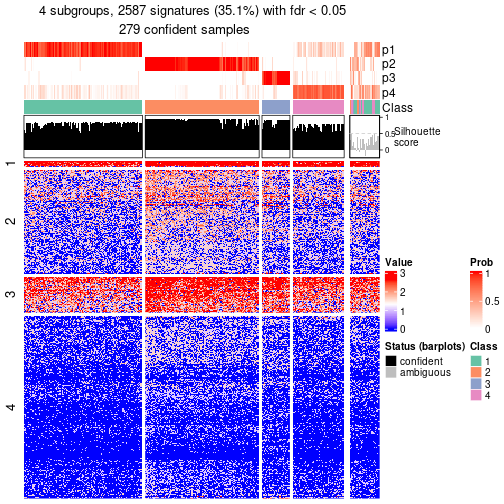 4 subgroups, 2587 signatures (35.1%) with fdr < 0.05
279 confident samples
p1
p2
p3
p4
Class
1
0.5
0
Silhouette
score
1
2
3
4
Value
3
2
1
0
Prob
1
0.5
0
Status (barplots)
confident
ambiguous
Class
1
2
3
4